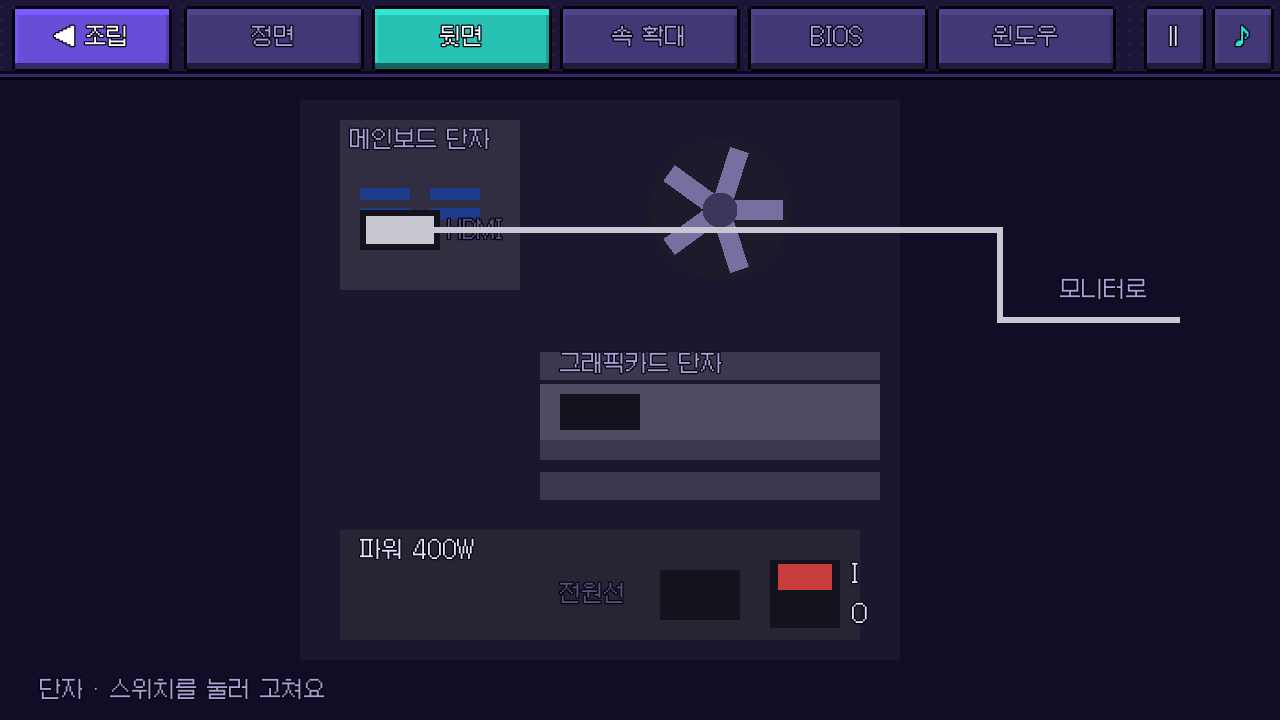 ◀ 조립
정면
뒷면
속 확대
BIOS
윈도우
II
♪
메인보드 단자
HDMI
모니터로
그래픽카드 단자
파워 400W
전원선
I
O
단자 · 스위치를 눌러 고쳐요